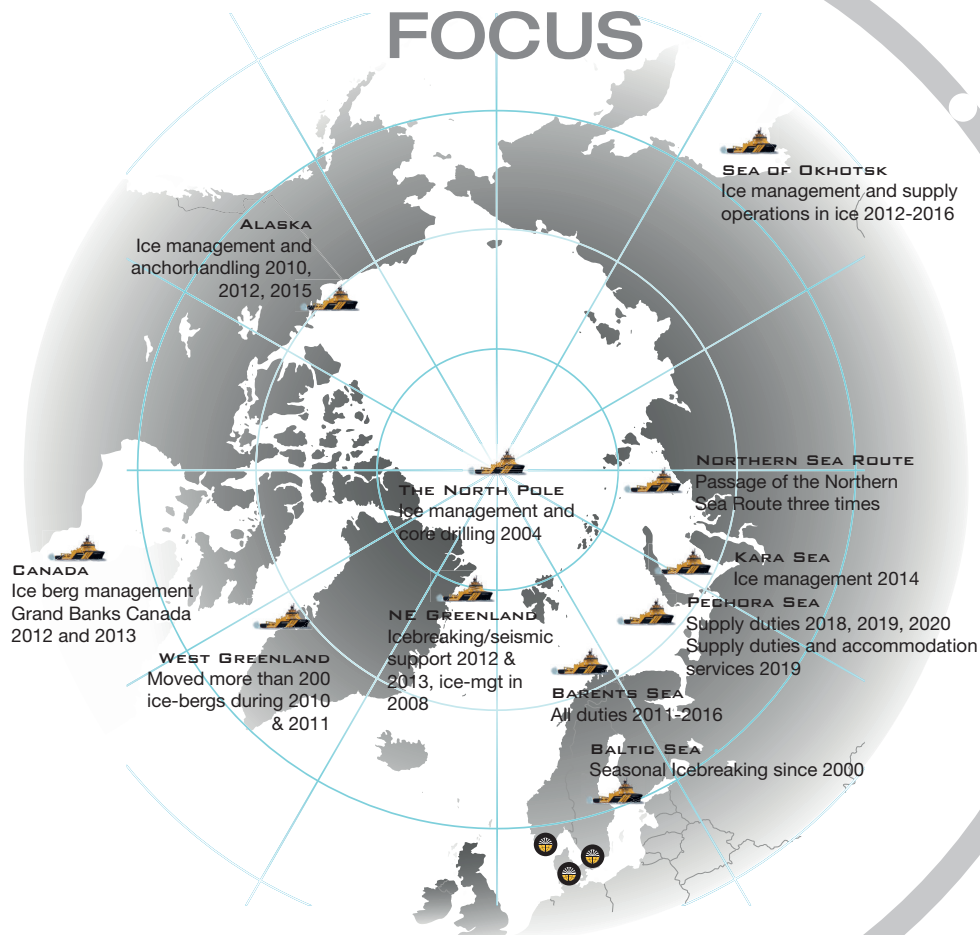 FOCUS
Sea of Okhotsk
Ice management and supply
operations in ice 2012-2016
Alaska
Ice management and
anchorhandling 2010,
2012, 2015
Northern Sea Route
Passage of the Northern
Sea Route three times
The North Pole
Ice management and
core drilling 2004
Kara Sea
Ice management 2014
Canada
Ice berg management
Grand Banks Canada
2012 and 2013
Pechora Sea
Supply duties 2018, 2019, 2020
Supply duties and accommodation
services 2019
NE Greenland
Icebreaking/seismic
support 2012 &
2013, ice-mgt in
2008
West Greenland
Moved more than 200
ice-bergs during 2010
& 2011
Barents Sea
All duties 2011-2016
Baltic Sea
Seasonal Icebreaking since 2000